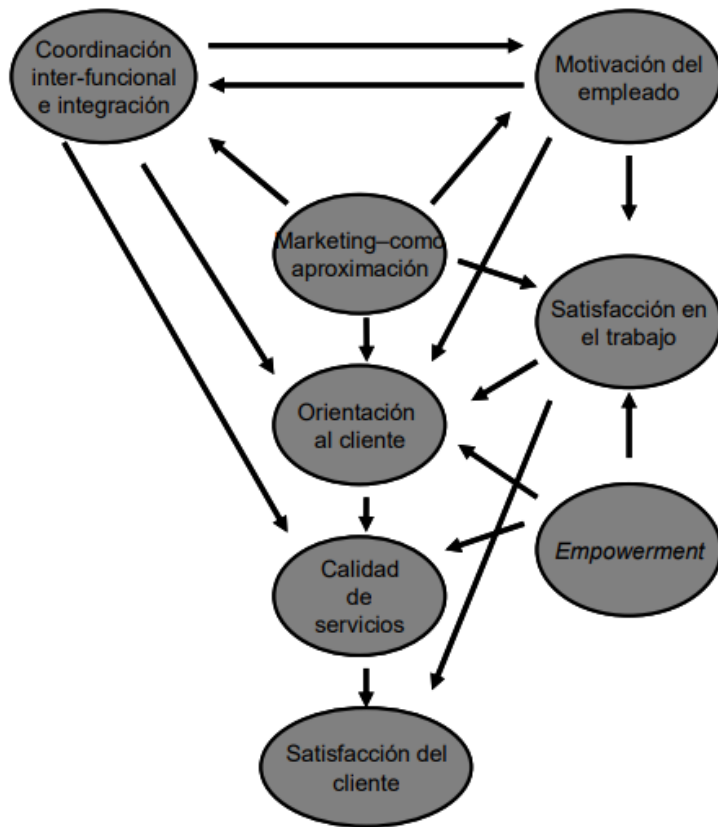 Coordinación
inter-funcional
e integración
Motivación del
empleado
Marketing–como
aproximación
Satisfacción en
el trabajo
Orientación
al cliente
Empowerment
Calidad
de
servicios
Satisfacción del
cliente